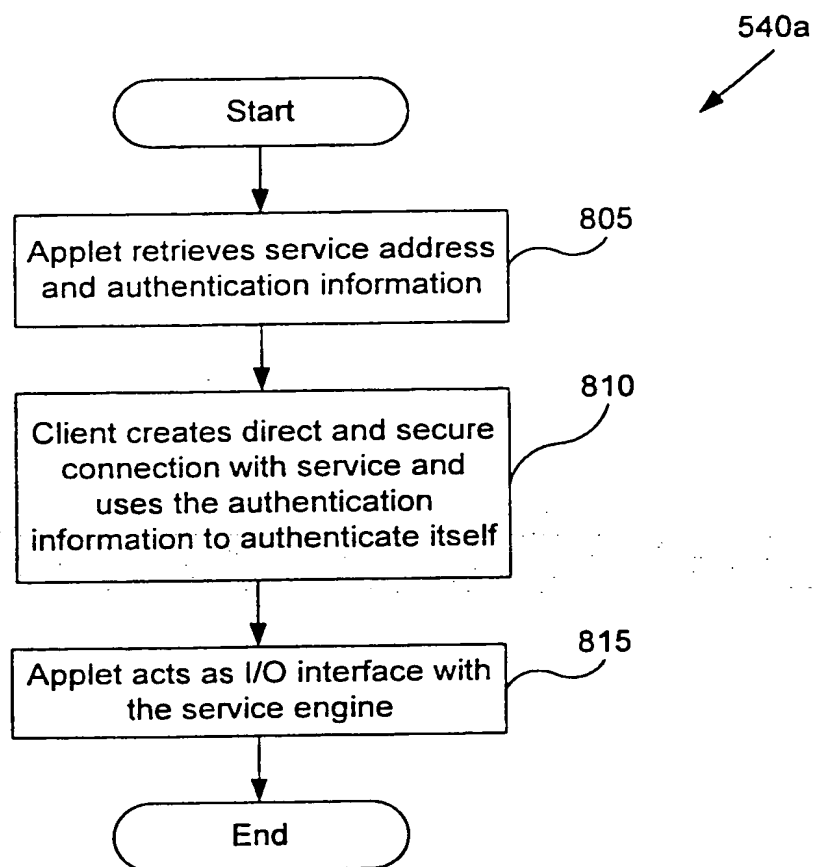 540a
Start
805
Applet retrieves service address
and authentication information
810
Client creates direct and secure
connection with service and
uses the authentication
information to authenticate itself
815
Applet acts as I/O interface with
the service engine
End